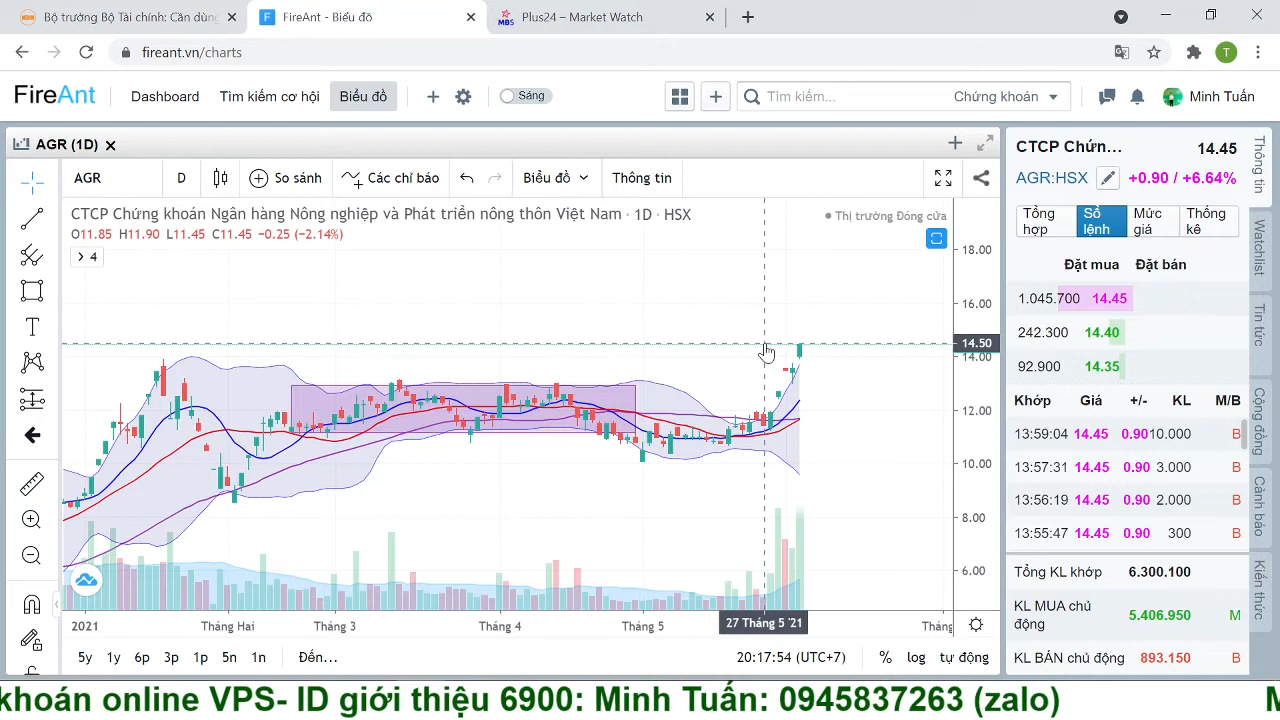 Bộ trưởng Bộ Tài chính: Cần dùng
FireAnt - Biểu đồ
MBS
Plus24 – Market Watch
fireant.vn/charts
T
FireAnt
Dashboard
Tìm kiếm cơ hội
Biểu đồ
Sáng
Tìm kiếm...
Chứng khoán
Minh Tuấn
AGR (1D)
AGR
D
So sánh
Các chỉ báo
Biểu đồ
Thông tin
CTCP Chứng khoán Ngân hàng Nông nghiệp và Phát triển nông thôn Việt Nam · 1D · HSX
Thị trường Đóng cửa
O11.85 H11.90 L11.45 C11.45 −0.25 (−2.14%)
4
18.00
16.00
14.50
14.00
12.00
10.00
8.00
6.00
2021
Tháng Hai
Tháng 3
Tháng 4
Tháng 5
27 Tháng 5 '21
Tháng
5y
1y
6p
3p
1p
5n
1n
Đến...
20:17:54 (UTC+7)
%
log
tự động
CTCP Chứn...
14.45
AGR:HSX
+0.90 / +6.64%
Tổng hợp
Sổ lệnh
Mức giá
Thống kê
Đặt mua Đặt bán
1.045.700 14.45
242.300 14.40
92.900 14.35
Khớp Giá +/- KL M/B
13:59:04 14.45 0.90 10.000 B
13:57:31 14.45 0.90 3.000 B
13:56:19 14.45 0.90 2.000 B
13:55:47 14.45 0.90 300 B
Tổng KL khớp 6.300.100
KL MUA chủ động 5.406.950 M
KL BÁN chủ động 893.150 B
Thông tin
Watchlist
Tin tức
Cộng đồng
Cảnh báo
Kiến thức
khoán online VPS- ID giới thiệu 6900: Minh Tuấn: 0945837263 (zalo)